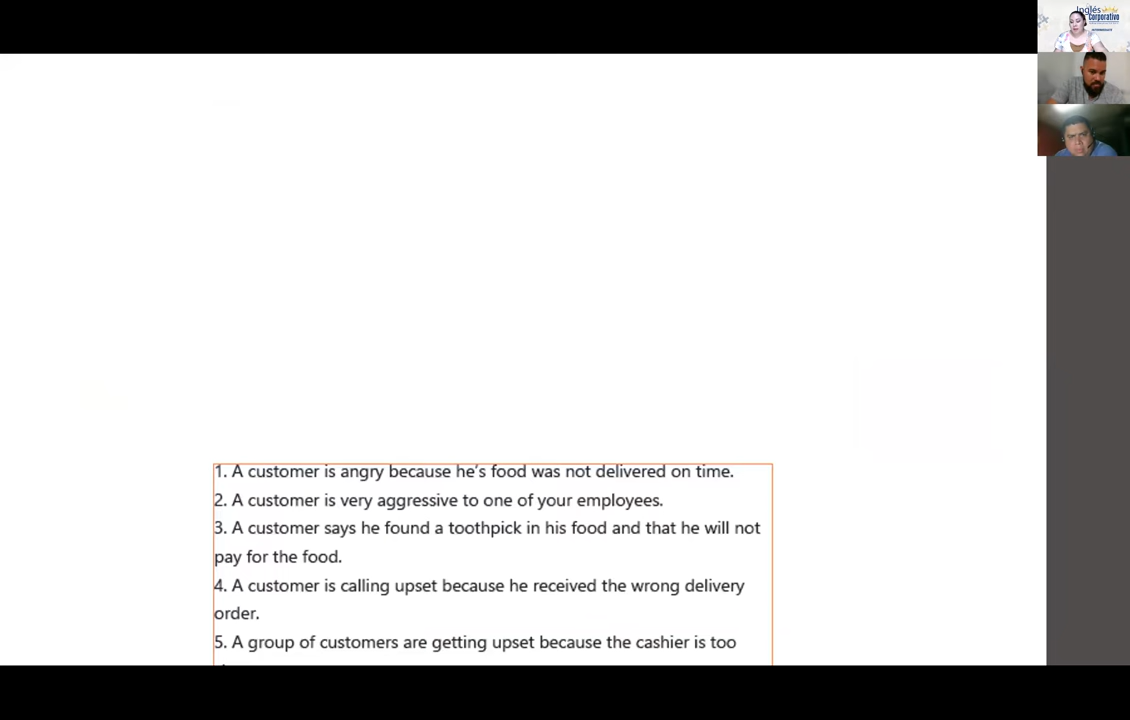 Inglés
Corporativo
1. A customer is angry because he's food was not delivered on time.
2. A customer is very aggressive to one of your employees.
3. A customer says he found a toothpick in his food and that he will not
pay for the food.
4. A customer is calling upset because he received the wrong delivery
order.
5. A group of customers are getting upset because the cashier is too